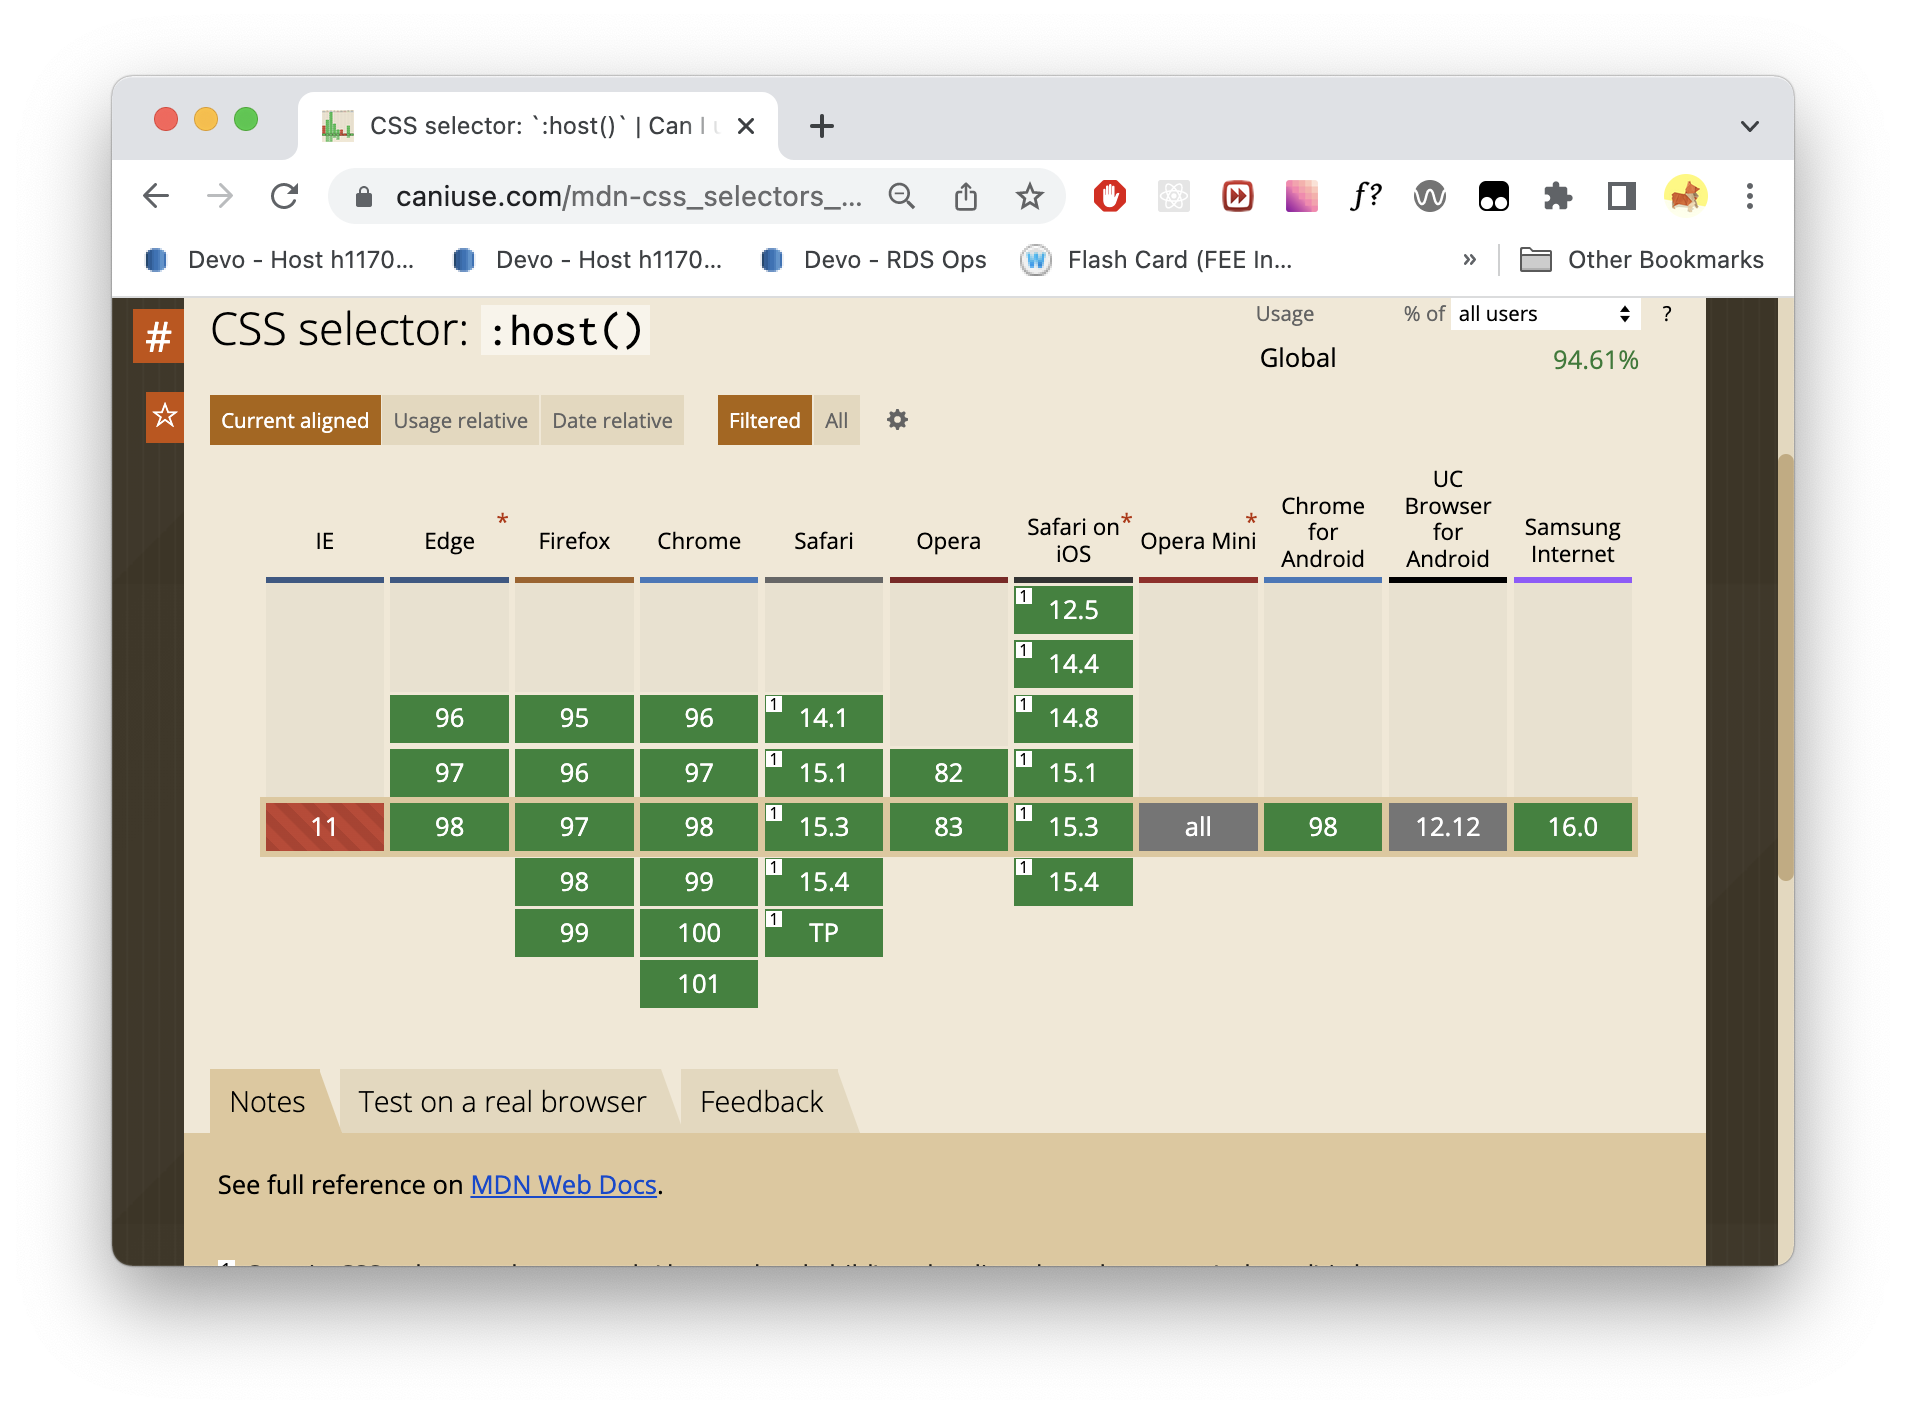 CSS selector: `:host()` | Can I u
caniuse.com/mdn-css_selectors_...
f?
Devo - Host h1170...
Devo - Host h1170...
Devo - RDS Ops
W
Flash Card (FEE In...
»
Other Bookmarks
#
CSS selector: :host()
Usage
% of all users
?
Global
94.61%
Current aligned
Usage relative
Date relative
Filtered
All
IE
Edge *
Firefox
Chrome
Safari
Opera
Safari on iOS *
Opera Mini *
Chrome for Android
UC Browser for Android
Samsung Internet
1 12.5
1 14.4
96 95 96 1 14.1 1 14.8
97 96 97 1 15.1 82 1 15.1
11 98 97 98 1 15.3 83 1 15.3 all 98 12.12 16.0
98 99 1 15.4 1 15.4
99 100 1 TP
101
Notes
Test on a real browser
Feedback
See full reference on MDN Web Docs.